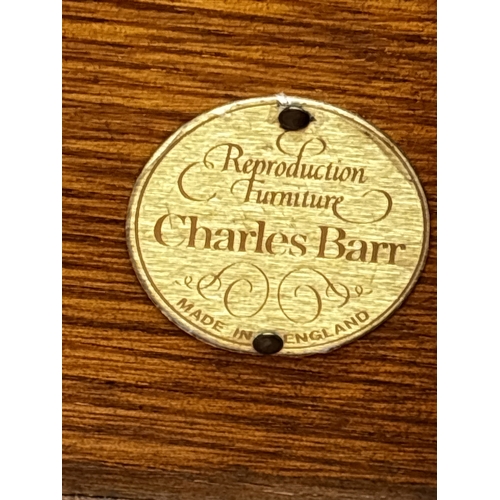 Reproduction
Furniture
Charles Barr
MADE IN ENGLAND